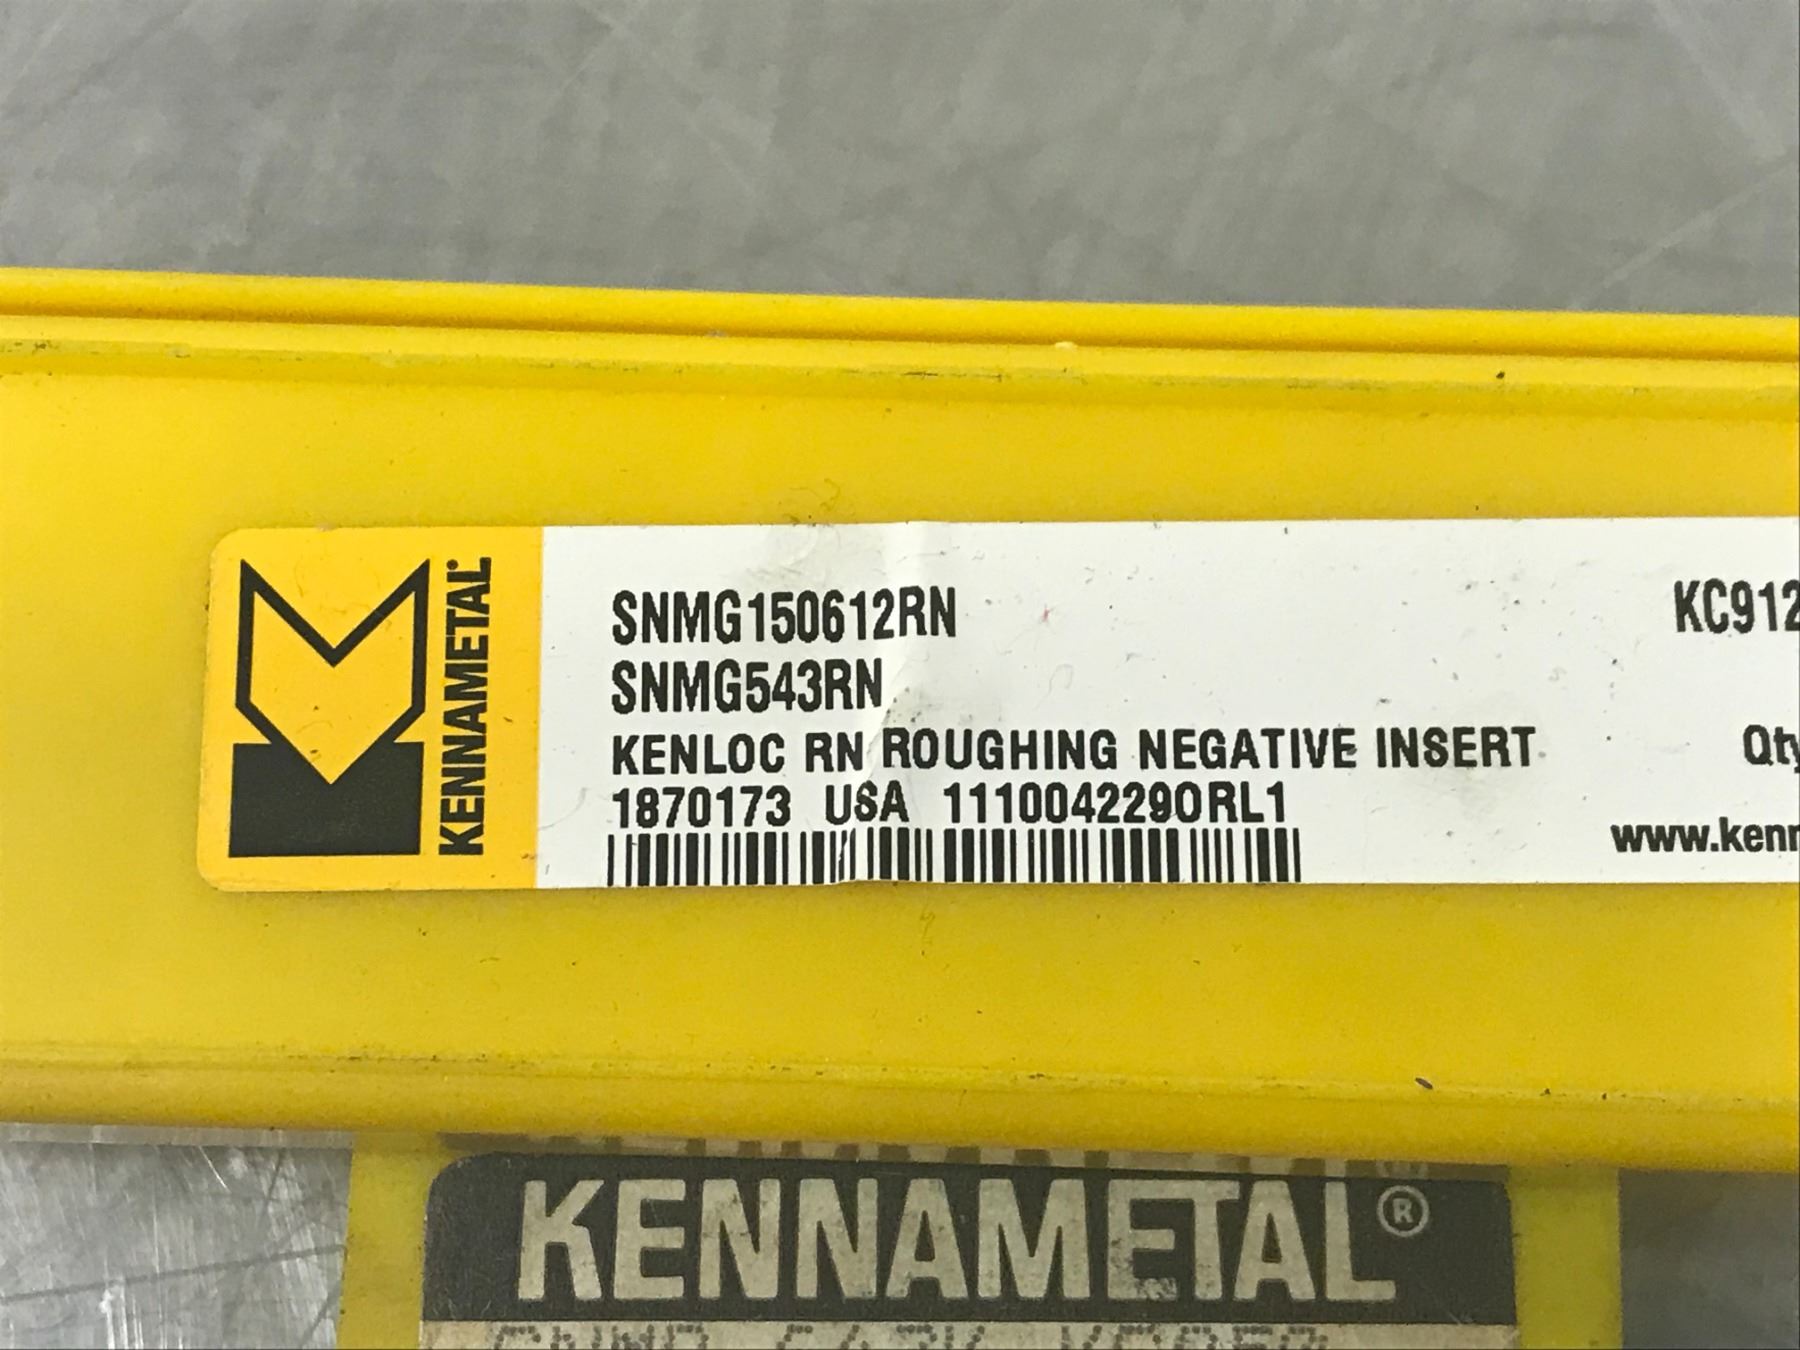 KENNAMETAL
SNMG150612RN
SNMG543RN
KENLOC RN ROUGHING NEGATIVE INSERT
1870173 USA 1110042290RL1
KC912
Qty
www.kenn
KENNAMETAL®